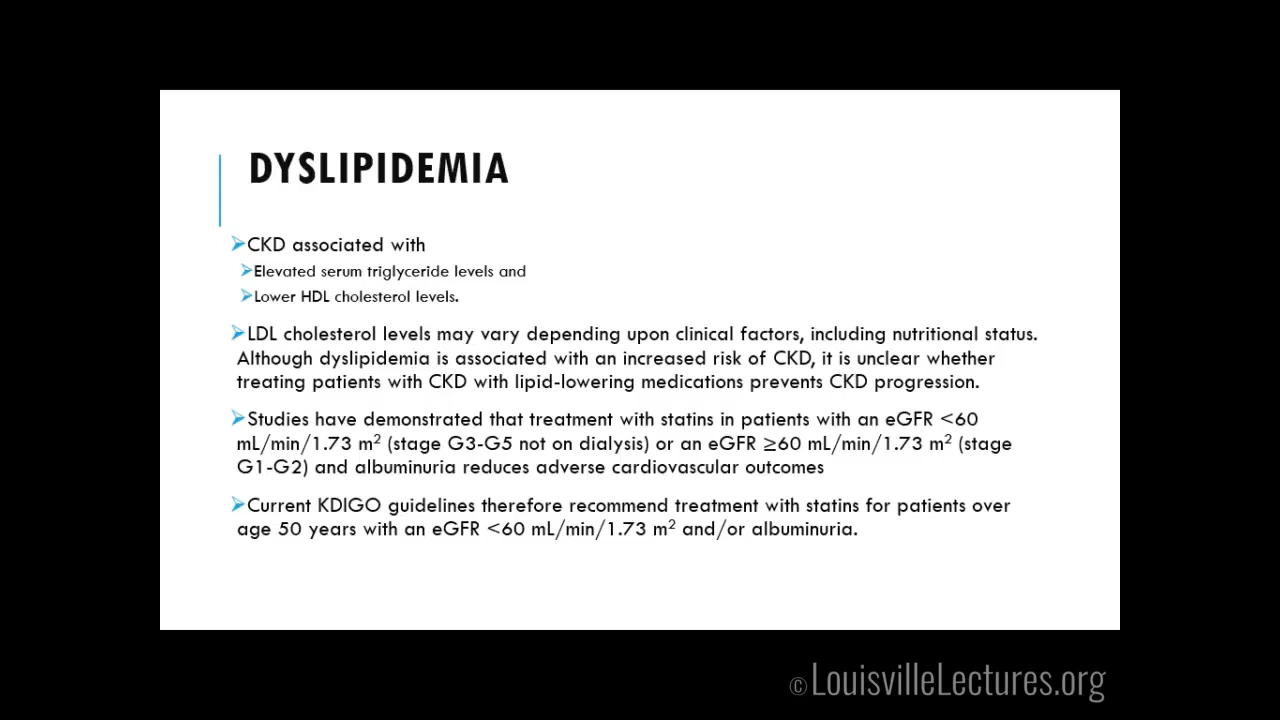 DYSLIPIDEMIA
➢CKD associated with
➢Elevated serum triglyceride levels and
➢Lower HDL cholesterol levels.
➢LDL cholesterol levels may vary depending upon clinical factors, including nutritional status.
Although dyslipidemia is associated with an increased risk of CKD, it is unclear whether
treating patients with CKD with lipid-lowering medications prevents CKD progression.
➢Studies have demonstrated that treatment with statins in patients with an eGFR <60
mL/min/1.73 m² (stage G3-G5 not on dialysis) or an eGFR ≥60 mL/min/1.73 m² (stage
G1-G2) and albuminuria reduces adverse cardiovascular outcomes
➢Current KDIGO guidelines therefore recommend treatment with statins for patients over
age 50 years with an eGFR <60 mL/min/1.73 m² and/or albuminuria.
© LouisvilleLectures.org